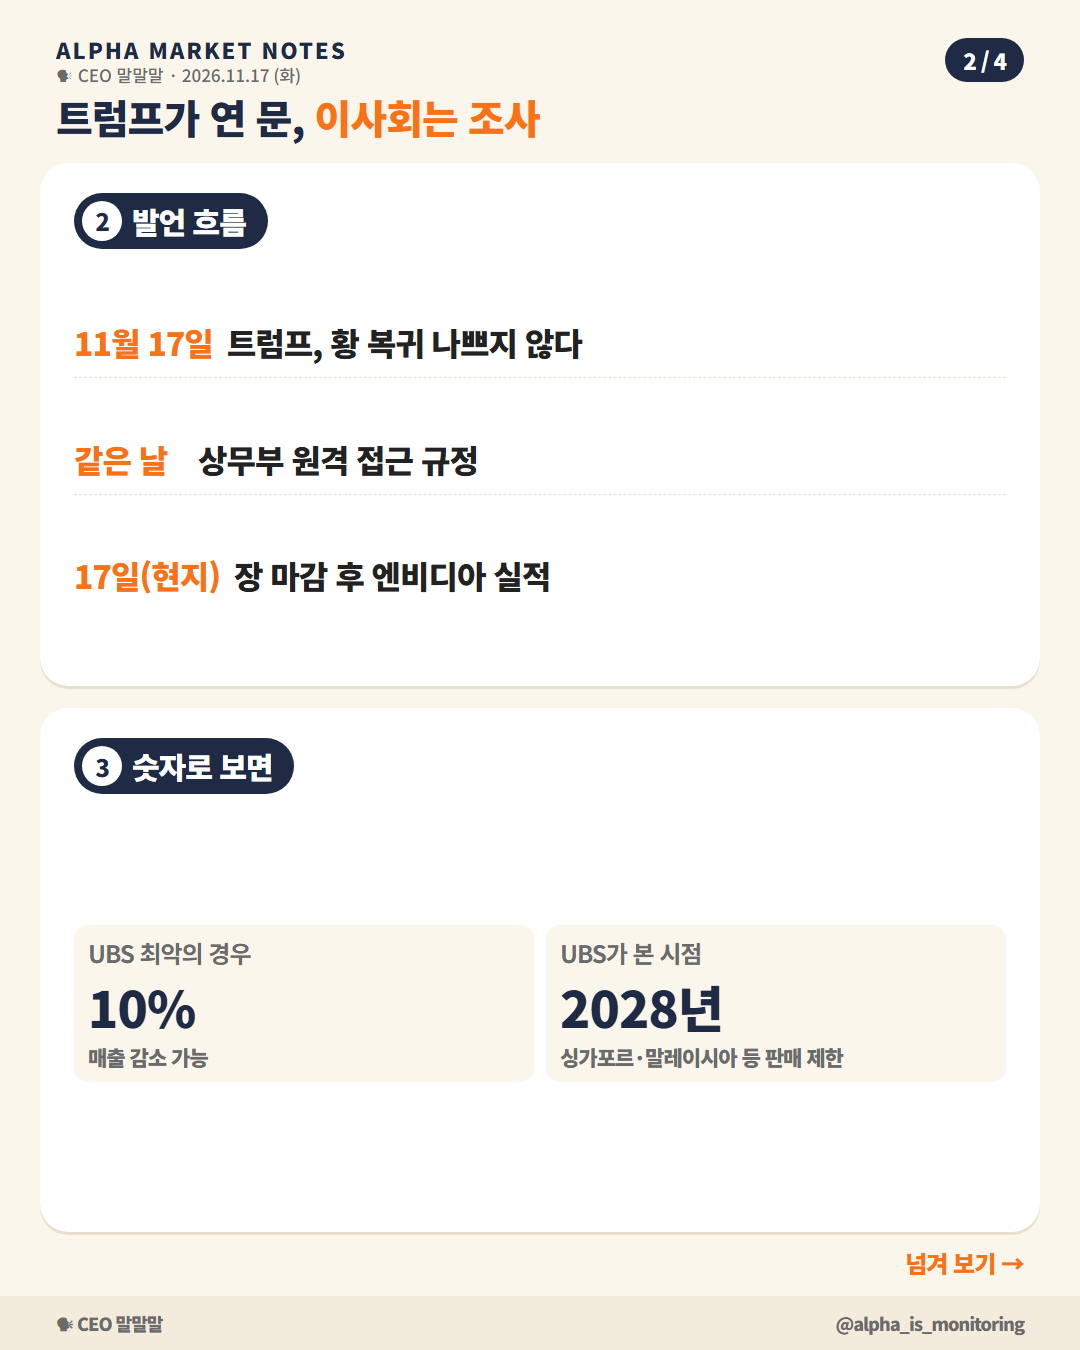 ALPHA MARKET NOTES
🗣 CEO 말말말 · 2026.11.17 (화)
2 / 4
트럼프가 연 문, 이사회는 조사
2 발언 흐름
11월 17일 트럼프, 황 복귀 나쁘지 않다
같은 날 상무부 원격 접근 규정
17일(현지) 장 마감 후 엔비디아 실적
3 숫자로 보면
UBS 최악의 경우
10%
매출 감소 가능
UBS가 본 시점
2028년
싱가포르·말레이시아 등 판매 제한
넘겨 보기 →
🗣 CEO 말말말
@alpha_is_monitoring